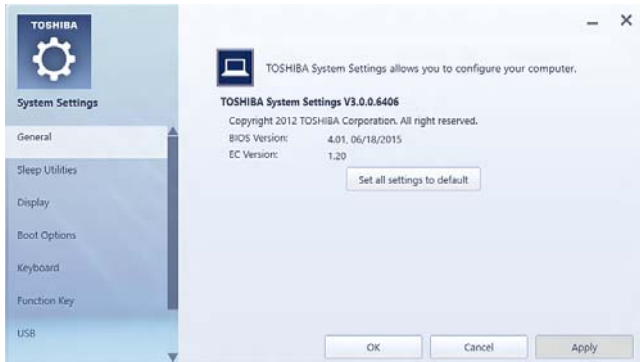 TOSHIBA
System Settings
General
Sleep Utilities
Display
Boot Options
Keyboard
Function Key
USB
TOSHIBA System Settings allows you to configure your computer.
TOSHIBA System Settings V3.0.0.6406
Copyright 2012 TOSHIBA Corporation. All right reserved.
BIOS Version: 4.01, 06/18/2015
EC Version: 1.20
Set all settings to default
OK Cancel Apply